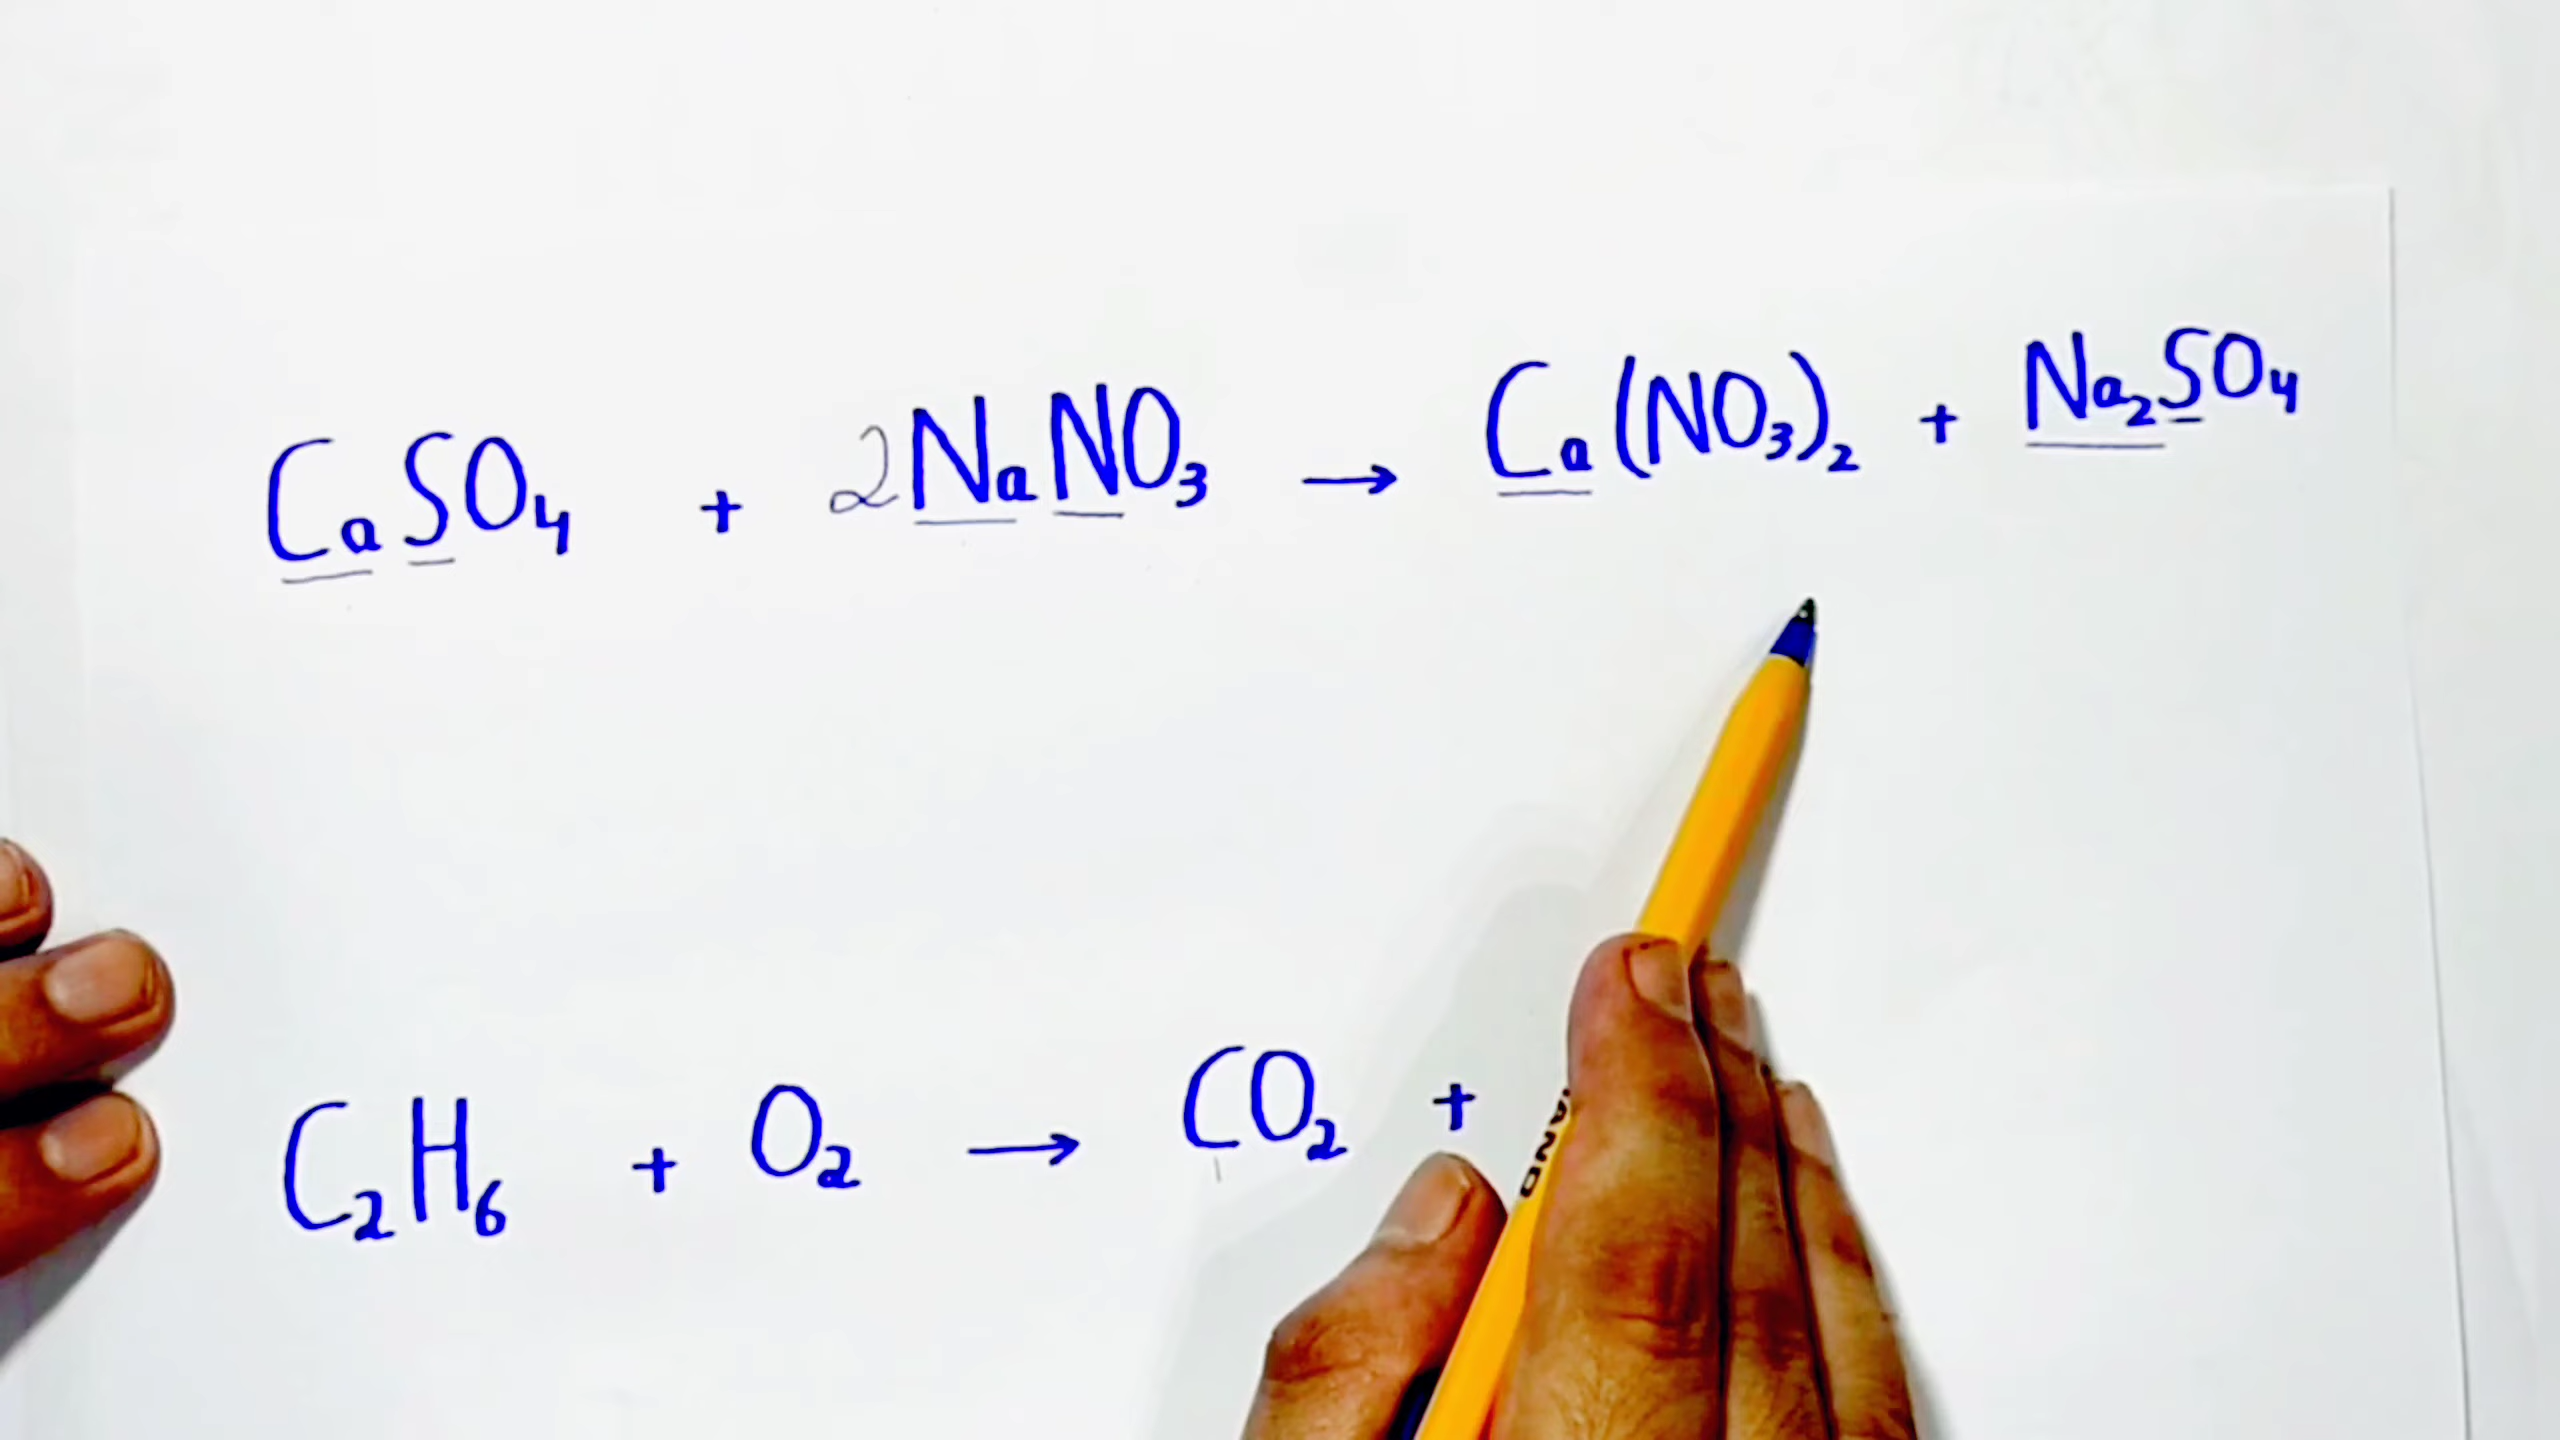 CaSO₄ + 2NaNO₃ → Ca(NO₃)₂ + Na₂SO₄
C₂H₆ + O₂ → CO₂ +